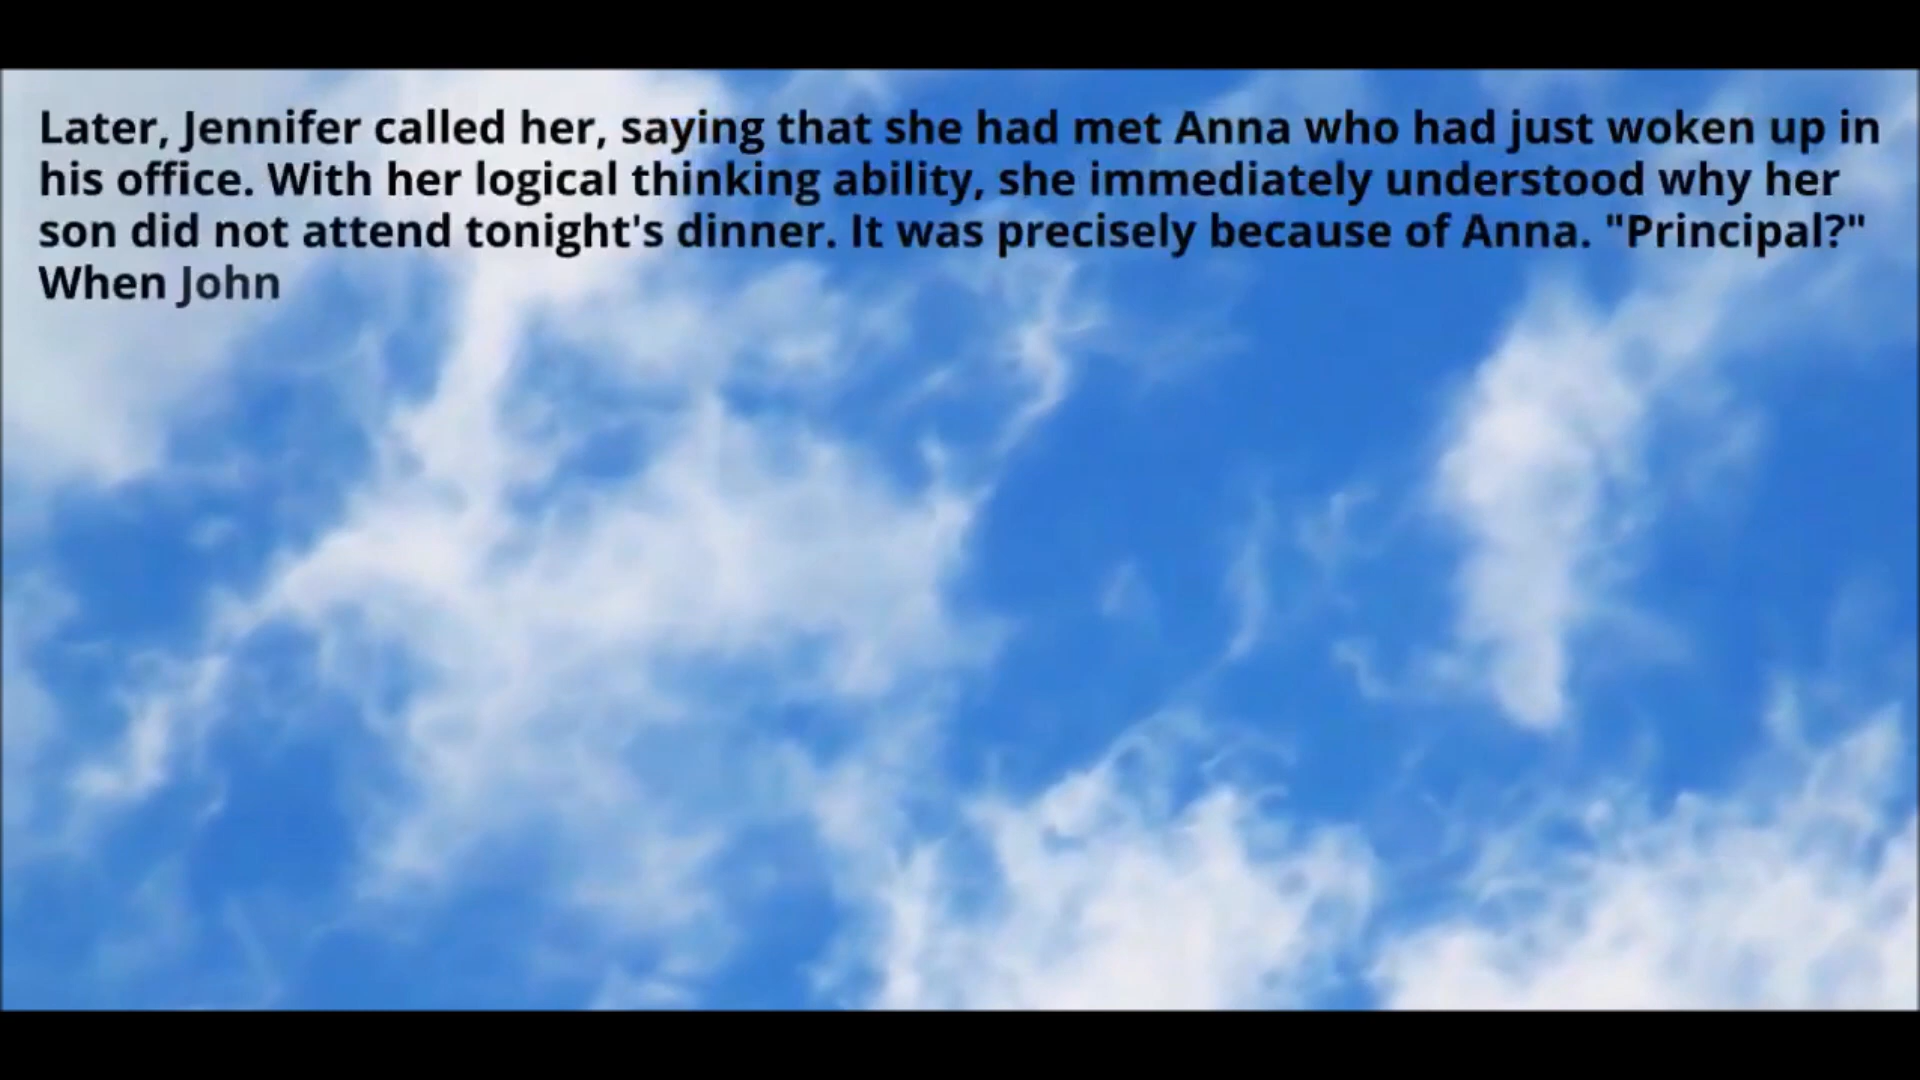 Later, Jennifer called her, saying that she had met Anna who had just woken up in
his office. With her logical thinking ability, she immediately understood why her
son did not attend tonight's dinner. It was precisely because of Anna. "Principal?"
When John